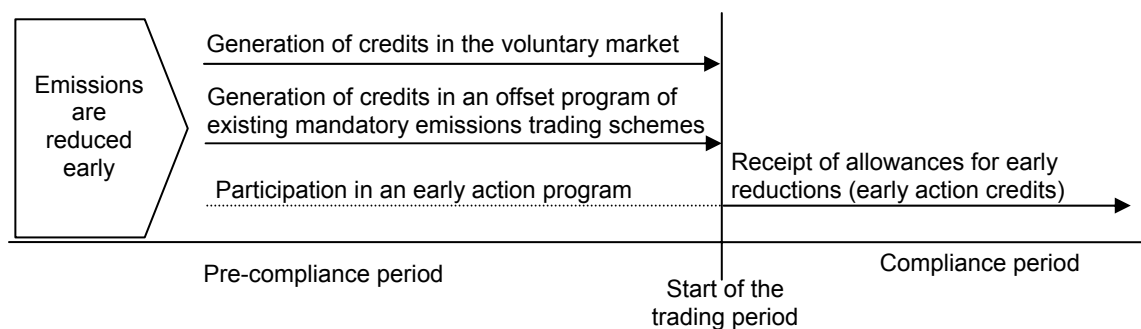 Emissions
are
reduced
early
Generation of credits in the voluntary market
Generation of credits in an offset program of
existing mandatory emissions trading schemes
Participation in an early action program
Receipt of allowances for early
reductions (early action credits)
Pre-compliance period
Start of the
trading period
Compliance period